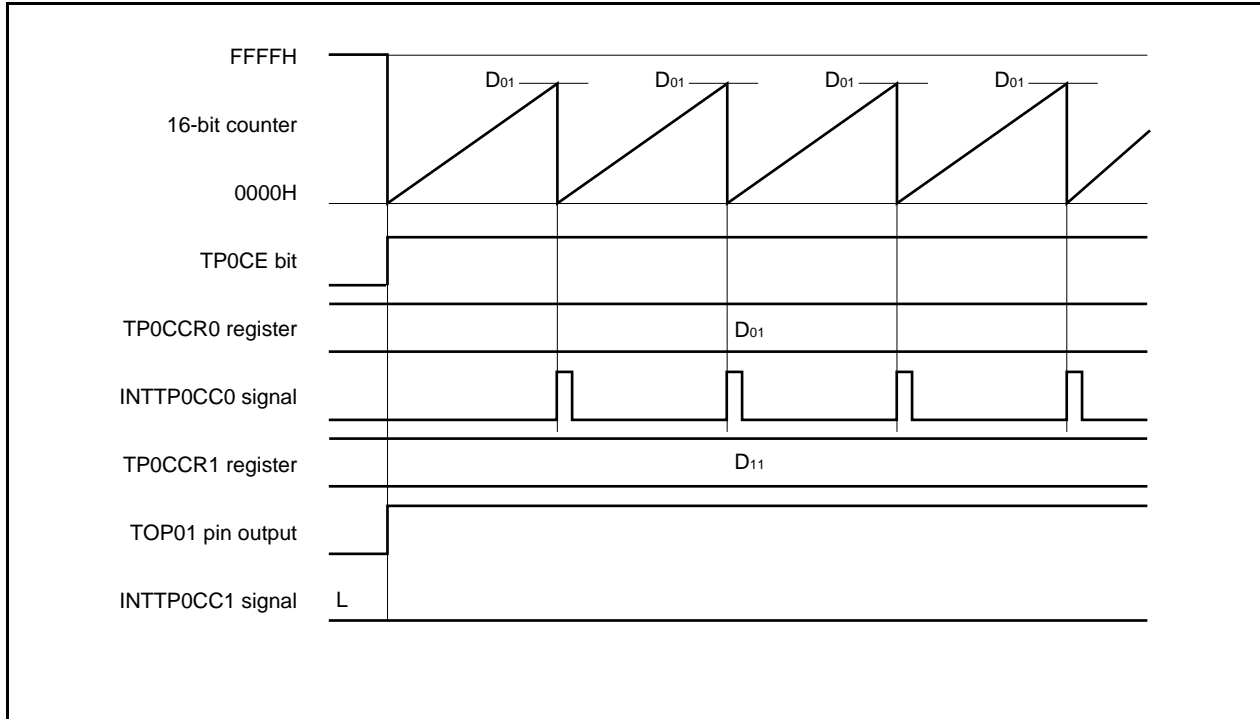 FFFFH
D01 D01 D01 D01
16-bit counter
0000H
TP0CE bit
TP0CCR0 register
D01
INTTP0CC0 signal
TP0CCR1 register
D11
TOP01 pin output
INTTP0CC1 signal
L